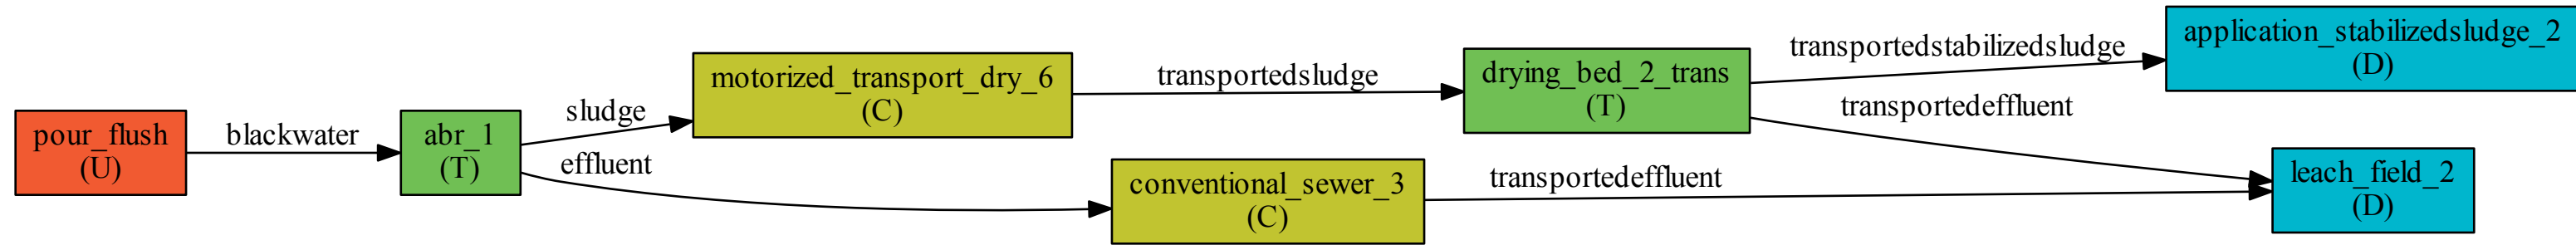 pour_flush
(U)
blackwater
abr_1
(T)
sludge
effluent
motorized_transport_dry_6
(C)
conventional_sewer_3
(C)
transportedsludge
transportedeffluent
drying_bed_2_trans
(T)
transportedstabilizedsludge
transportedeffluent
application_stabilizedsludge_2
(D)
leach_field_2
(D)